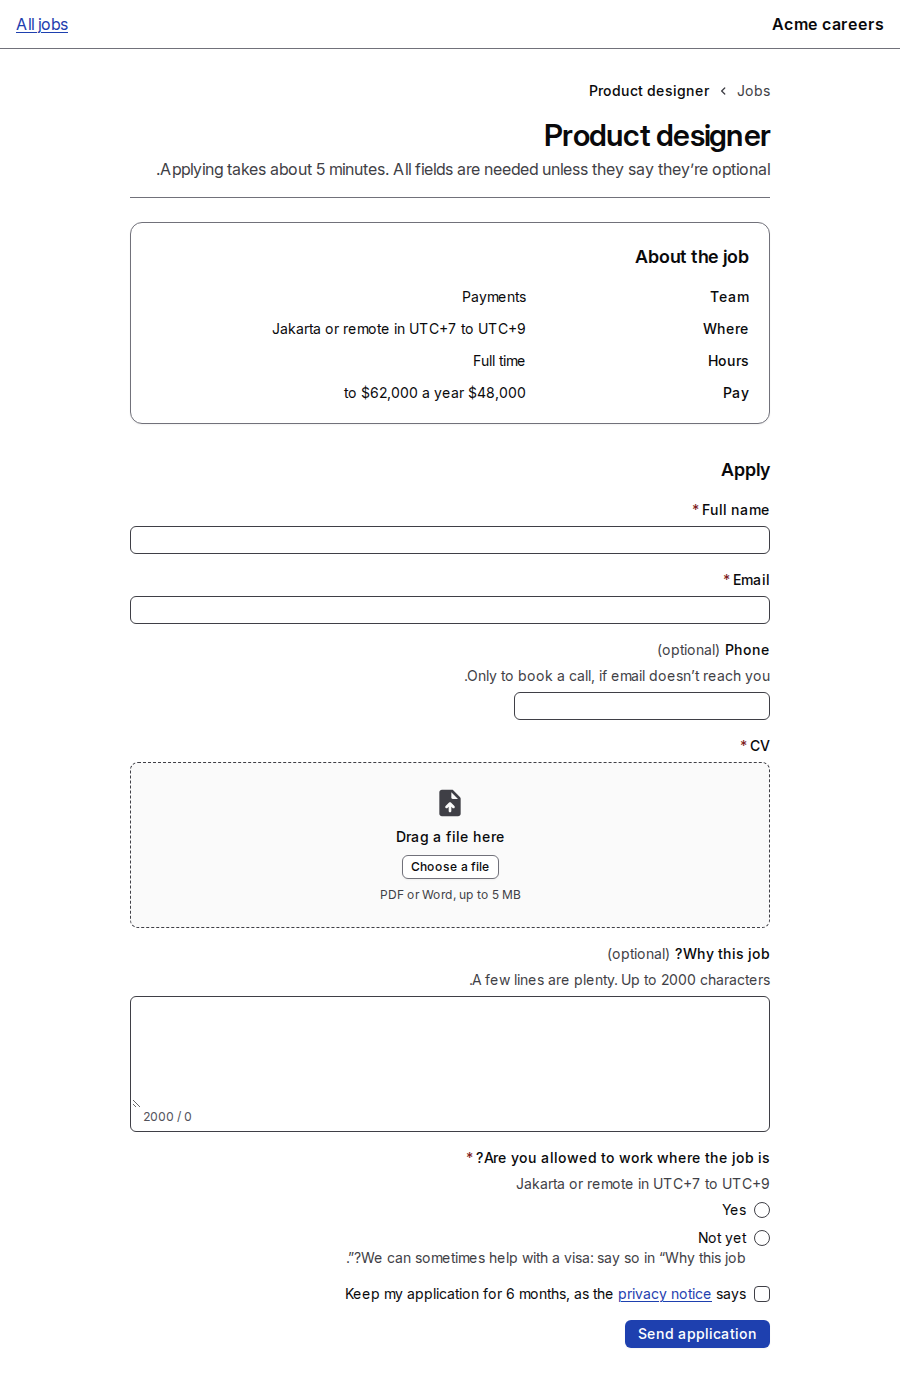 Acme careers
All jobs
Jobs › Product designer
Product designer
.Applying takes about 5 minutes. All fields are needed unless they say they’re optional
About the job
Team
Payments
Where
Jakarta or remote in UTC+7 to UTC+9
Hours
Full time
Pay
to $62,000 a year $48,000
Apply
* Full name
* Email
(optional) Phone
.Only to book a call, if email doesn’t reach you
* CV
Drag a file here
Choose a file
PDF or Word, up to 5 MB
(optional) ?Why this job
.A few lines are plenty. Up to 2000 characters
2000 / 0
* ?Are you allowed to work where the job is
Jakarta or remote in UTC+7 to UTC+9
Yes
Not yet
.”?We can sometimes help with a visa: say so in “Why this job
Keep my application for 6 months, as the privacy notice says
Send application